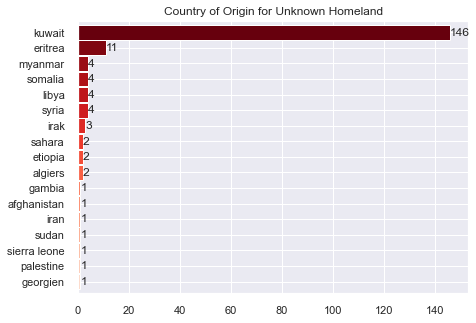 Country of Origin for Unknown Homeland
kuwait 146
eritrea 11
myanmar 4
somalia 4
libya 4
syria 4
irak 3
sahara 2
etiopia 2
algiers 2
gambia 1
afghanistan 1
iran 1
sudan 1
sierra leone 1
palestine 1
georgien 1
0 20 40 60 80 100 120 140